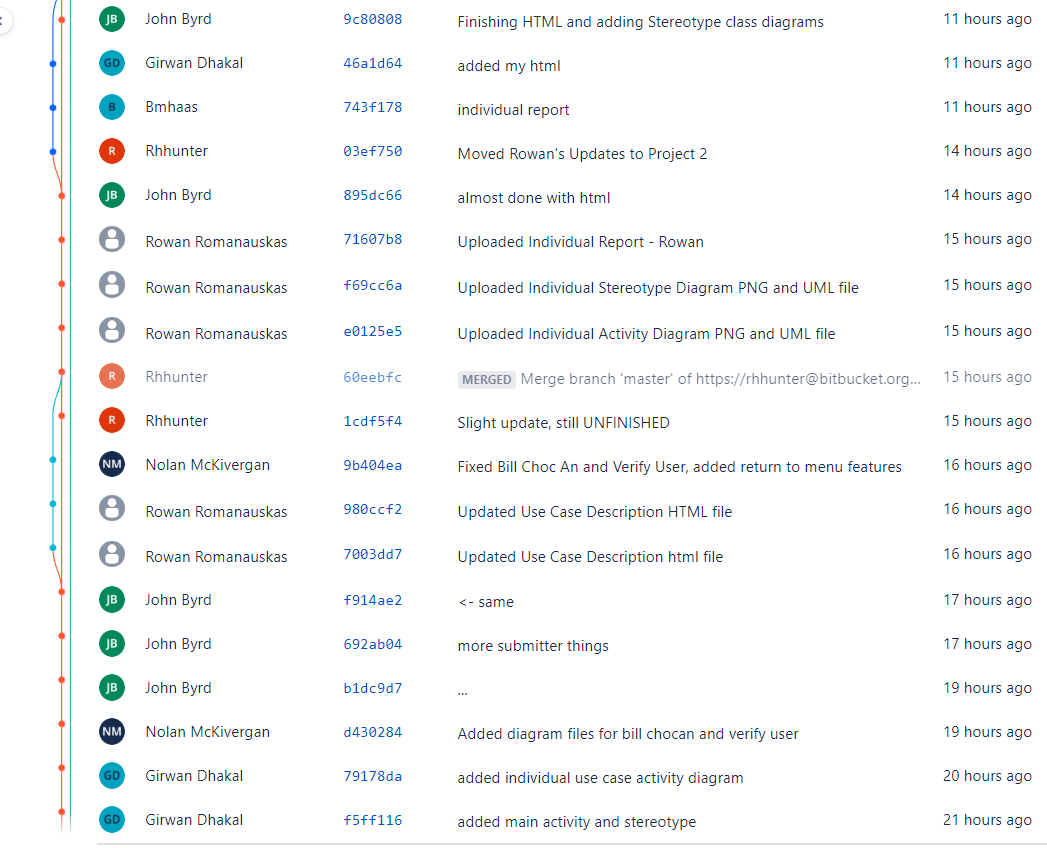 JB John Byrd 9c80808 Finishing HTML and adding Stereotype class diagrams 11 hours ago
GD Girwan Dhakal 46a1d64 added my html 11 hours ago
B Bmhaas 743f178 individual report 11 hours ago
R Rhhunter 03ef750 Moved Rowan's Updates to Project 2 14 hours ago
JB John Byrd 895dc66 almost done with html 14 hours ago
Rowan Romanauskas 71607b8 Uploaded Individual Report - Rowan 15 hours ago
Rowan Romanauskas f69cc6a Uploaded Individual Stereotype Diagram PNG and UML file 15 hours ago
Rowan Romanauskas e0125e5 Uploaded Individual Activity Diagram PNG and UML file 15 hours ago
R Rhhunter 60eebfc MERGED Merge branch 'master' of https://rhhunter@bitbucket.org... 15 hours ago
R Rhhunter 1cdf5f4 Slight update, still UNFINISHED 15 hours ago
NM Nolan McKivergan 9b404ea Fixed Bill Choc An and Verify User, added return to menu features 16 hours ago
Rowan Romanauskas 980ccf2 Updated Use Case Description HTML file 16 hours ago
Rowan Romanauskas 7003dd7 Updated Use Case Description html file 16 hours ago
JB John Byrd f914ae2 <- same 17 hours ago
JB John Byrd 692ab04 more submitter things 17 hours ago
JB John Byrd b1dc9d7 ... 19 hours ago
NM Nolan McKivergan d430284 Added diagram files for bill chocan and verify user 19 hours ago
GD Girwan Dhakal 79178da added individual use case activity diagram 20 hours ago
GD Girwan Dhakal f5ff116 added main activity and stereotype 21 hours ago